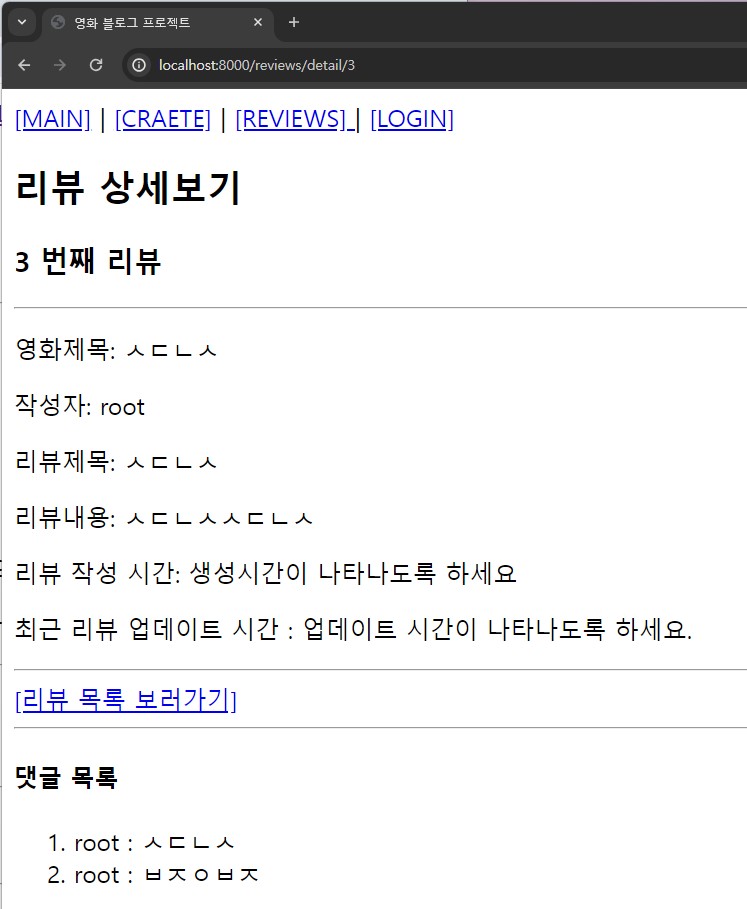 영화 블로그 프로젝트
localhost:8000/reviews/detail/3
[MAIN] | [CRAETE] | [REVIEWS] | [LOGIN]
리뷰 상세보기
3 번째 리뷰
영화제목: ㅅㄷㄴㅅ
작성자: root
리뷰제목: ㅅㄷㄴㅅ
리뷰내용: ㅅㄷㄴㅅㅅㄷㄴㅅ
리뷰 작성 시간: 생성시간이 나타나도록 하세요
최근 리뷰 업데이트 시간 : 업데이트 시간이 나타나도록 하세요.
[리뷰 목록 보러가기]
댓글 목록
1. root : ㅅㄷㄴㅅ
2. root : ㅂㅈㅇㅂㅈ